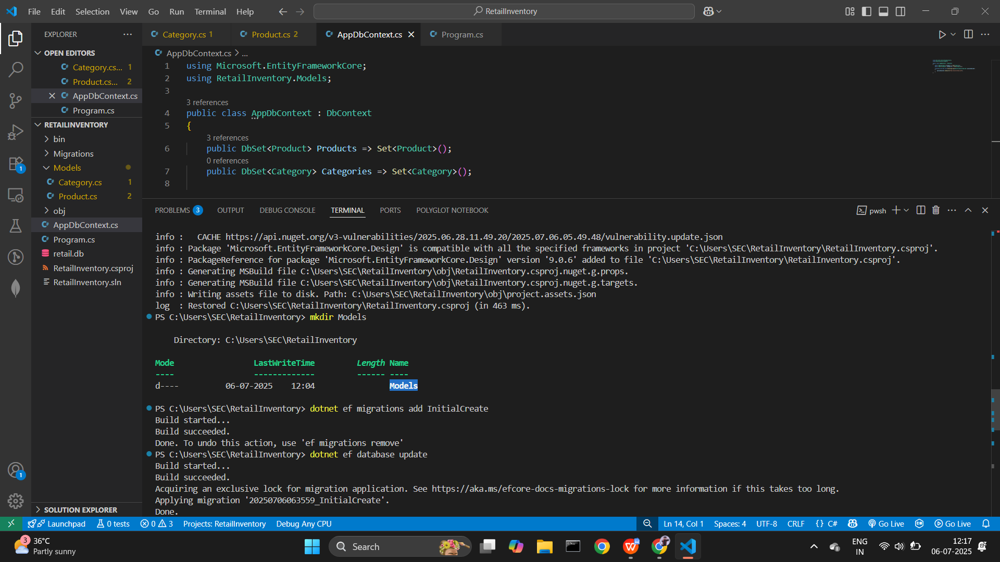 File Edit Selection View Go Run Terminal Help
RetailInventory
EXPLORER
OPEN EDITORS
Category.cs... 1
Product.cs... 2
AppDbContext.cs
Program.cs
RETAILINVENTORY
bin
Migrations
Models
Category.cs 1
Product.cs 2
obj
AppDbContext.cs
Program.cs
retail.db
RetailInventory.csproj
RetailInventory.sln
SOLUTION EXPLORER
Category.cs 1 Product.cs 2 AppDbContext.cs Program.cs
AppDbContext.cs > ...
1 using Microsoft.EntityFrameworkCore;
2 using RetailInventory.Models;
3
3 references
4 public class AppDbContext : DbContext
5 {
3 references
6 public DbSet<Product> Products => Set<Product>();
0 references
7 public DbSet<Category> Categories => Set<Category>();
8
PROBLEMS 3 OUTPUT DEBUG CONSOLE TERMINAL PORTS POLYGLOT NOTEBOOK pwsh
info :   CACHE https://api.nuget.org/v3-vulnerabilities/2025.06.28.11.49.20/2025.07.06.05.49.48/vulnerability.update.json
info : Package 'Microsoft.EntityFrameworkCore.Design' is compatible with all the specified frameworks in project 'C:\Users\SEC\RetailInventory\RetailInventory.csproj'.
info : PackageReference for package 'Microsoft.EntityFrameworkCore.Design' version '9.0.6' added to file 'C:\Users\SEC\RetailInventory\RetailInventory.csproj'.
info : Generating MSBuild file C:\Users\SEC\RetailInventory\obj\RetailInventory.csproj.nuget.g.props.
info : Generating MSBuild file C:\Users\SEC\RetailInventory\obj\RetailInventory.csproj.nuget.g.targets.
info : Writing assets file to disk. Path: C:\Users\SEC\RetailInventory\obj\project.assets.json
log  : Restored C:\Users\SEC\RetailInventory\RetailInventory.csproj (in 463 ms).
PS C:\Users\SEC\RetailInventory> mkdir Models
Directory: C:\Users\SEC\RetailInventory
Mode LastWriteTime Length Name
---- ------------- ------ ----
d---- 06-07-2025 12:04 Models
PS C:\Users\SEC\RetailInventory> dotnet ef migrations add InitialCreate
Build started...
Build succeeded.
Done. To undo this action, use 'ef migrations remove'
PS C:\Users\SEC\RetailInventory> dotnet ef database update
Build started...
Build succeeded.
Acquiring an exclusive lock for migration application. See https://aka.ms/efcore-docs-migrations-lock for more information if this takes too long.
Applying migration '20250706063559_InitialCreate'.
Done.
Launchpad 0 tests 0 3 Projects: RetailInventory Debug Any CPU Ln 14, Col 1 Spaces: 4 UTF-8 CRLF {} C# Go Live Go Live
3 36°C
Partly sunny
Search
ENG
IN
12:17
06-07-2025